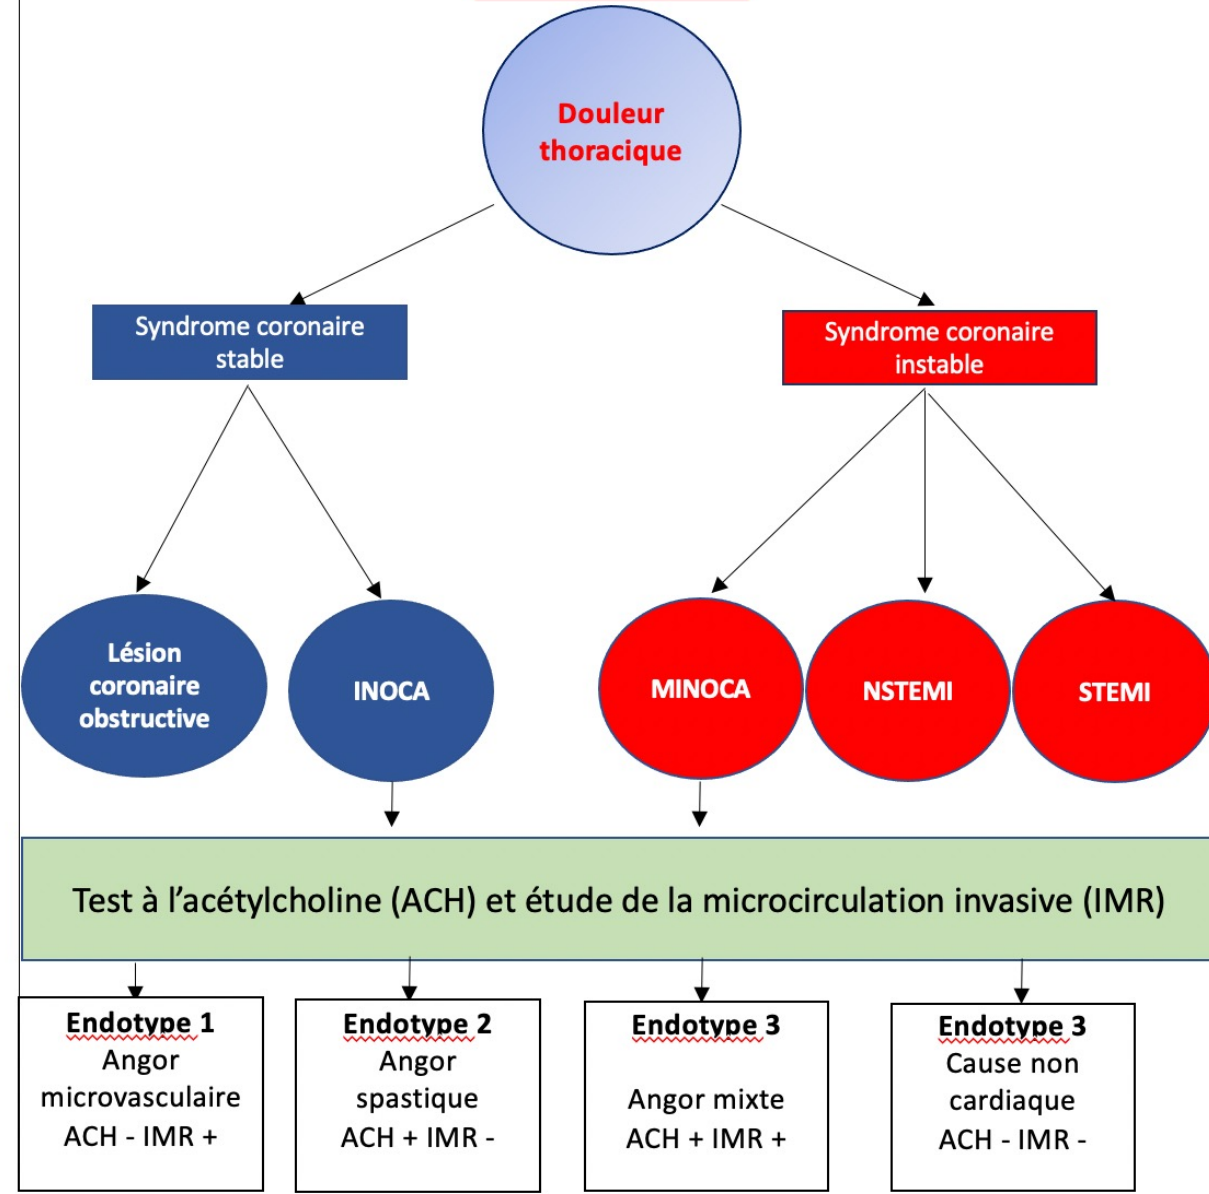 Douleur
thoracique
Syndrome coronaire
stable
Syndrome coronaire
instable
Lésion
coronaire
obstructive
INOCA
MINOCA
NSTEMI
STEMI
Test à l’acétylcholine (ACH) et étude de la microcirculation invasive (IMR)
Endotype 1
Angor
microvasculaire
ACH - IMR +
Endotype 2
Angor
spastique
ACH + IMR -
Endotype 3
Angor mixte
ACH + IMR +
Endotype 3
Cause non
cardiaque
ACH - IMR -